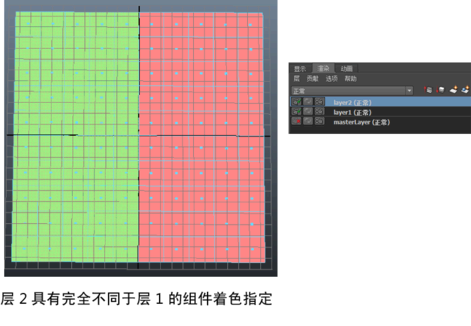 显示 渲染 动画
层 贡献 选项 帮助
正常
layer2 (正常)
layer1 (正常)
masterLayer (正常)
层 2 具有完全不同于层 1 的组件着色指定